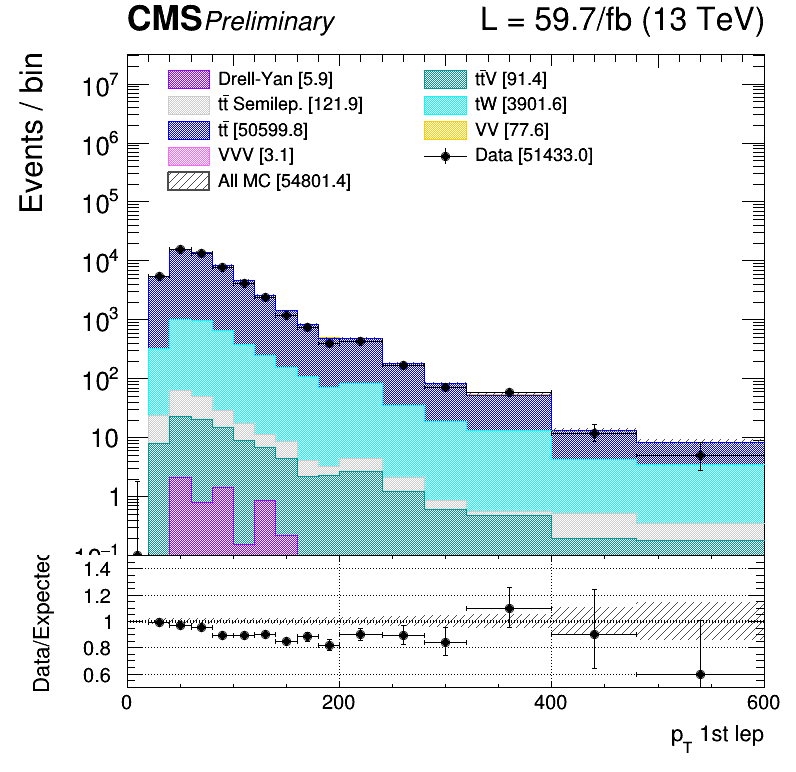 CMS Preliminary L = 59.7/fb (13 TeV)
Events / bin
Drell-Yan [5.9] tt̄V [91.4]
tt̄ Semilep. [121.9] tW [3901.6]
tt̄ [50599.8] VV [77.6]
VVV [3.1] Data [51433.0]
All MC [54801.4]
10⁷
10⁶
10⁵
10⁴
10³
10²
10
1
10⁻¹
Data/Expected
1.4
1.2
1
0.8
0.6
0 200 400 600
p_T 1st lep